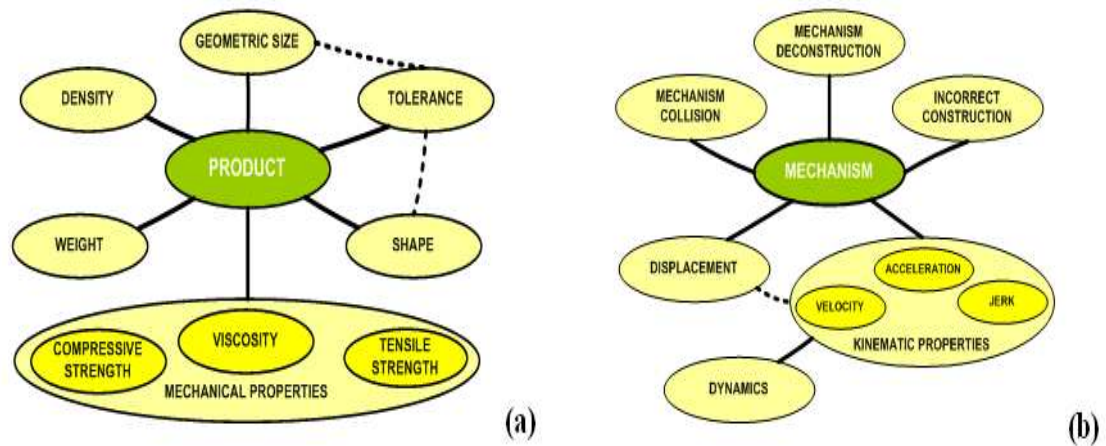 GEOMETRIC SIZE
DENSITY
TOLERANCE
PRODUCT
WEIGHT
SHAPE
COMPRESSIVE
STRENGTH
VISCOSITY
TENSILE
STRENGTH
MECHANICAL PROPERTIES
(a)
MECHANISM
DECONSTRUCTION
MECHANISM
COLLISION
INCORRECT
CONSTRUCTION
MECHANISM
DISPLACEMENT
ACCELERATION
VELOCITY
JERK
KINEMATIC PROPERTIES
DYNAMICS
(b)